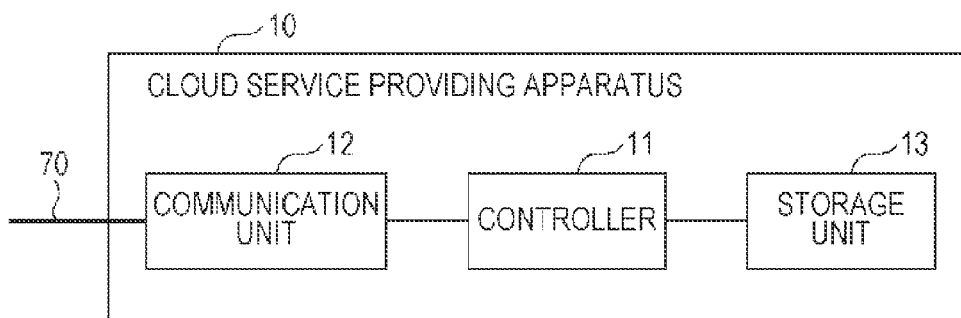 10
CLOUD SERVICE PROVIDING APPARATUS
70
12
11
13
COMMUNICATION
UNIT
CONTROLLER
STORAGE
UNIT